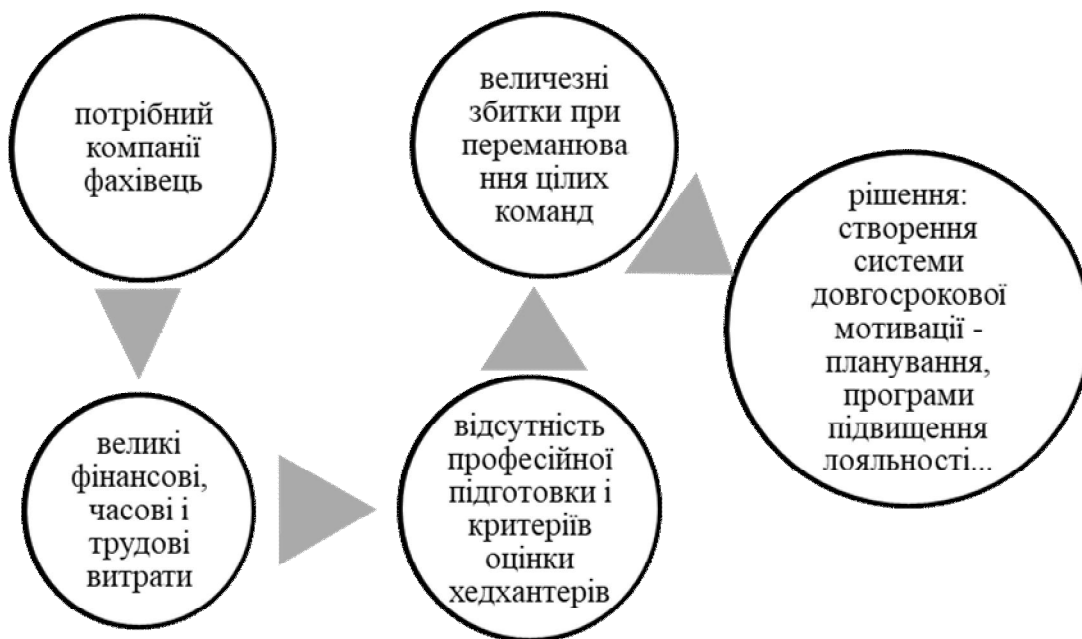 потрібний
компанії
фахівець
великі
фінансові,
часові і
трудові
витрати
відсутність
професійної
підготовки і
критеріїв
оцінки
хедхантерів
величезні
збитки при
переманюва
ння цілих
команд
рішення:
створення
системи
довгосрокової
мотивації -
планування,
програми
підвищення
лояльності...